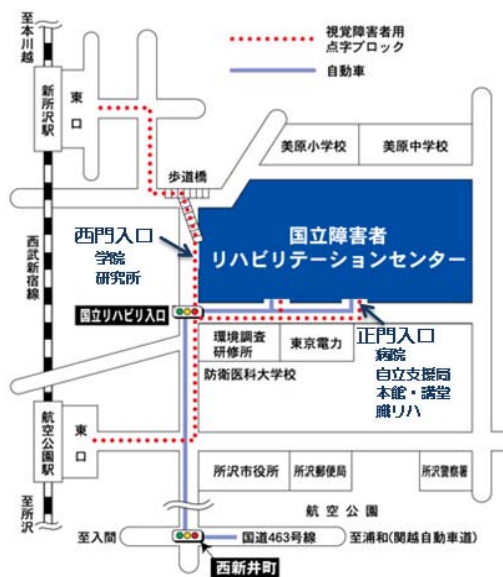 至本川越
視覚障害者用
点字ブロック
自動車
新所沢駅
東口
美原小学校
美原中学校
歩道橋
西門入口
学院
研究所
国立障害者
リハビリテーションセンター
西武新宿線
国立リハビリ入口
正門入口
病院
自立支援局
本館・講堂
職リハ
環境調査
研修所
東京電力
防衛医科大学校
航空公園駅
東口
所沢市役所
所沢郵便局
所沢警察署
至所沢
航空公園
至入間
国道463号線
至浦和(関越自動車道)
西新井町